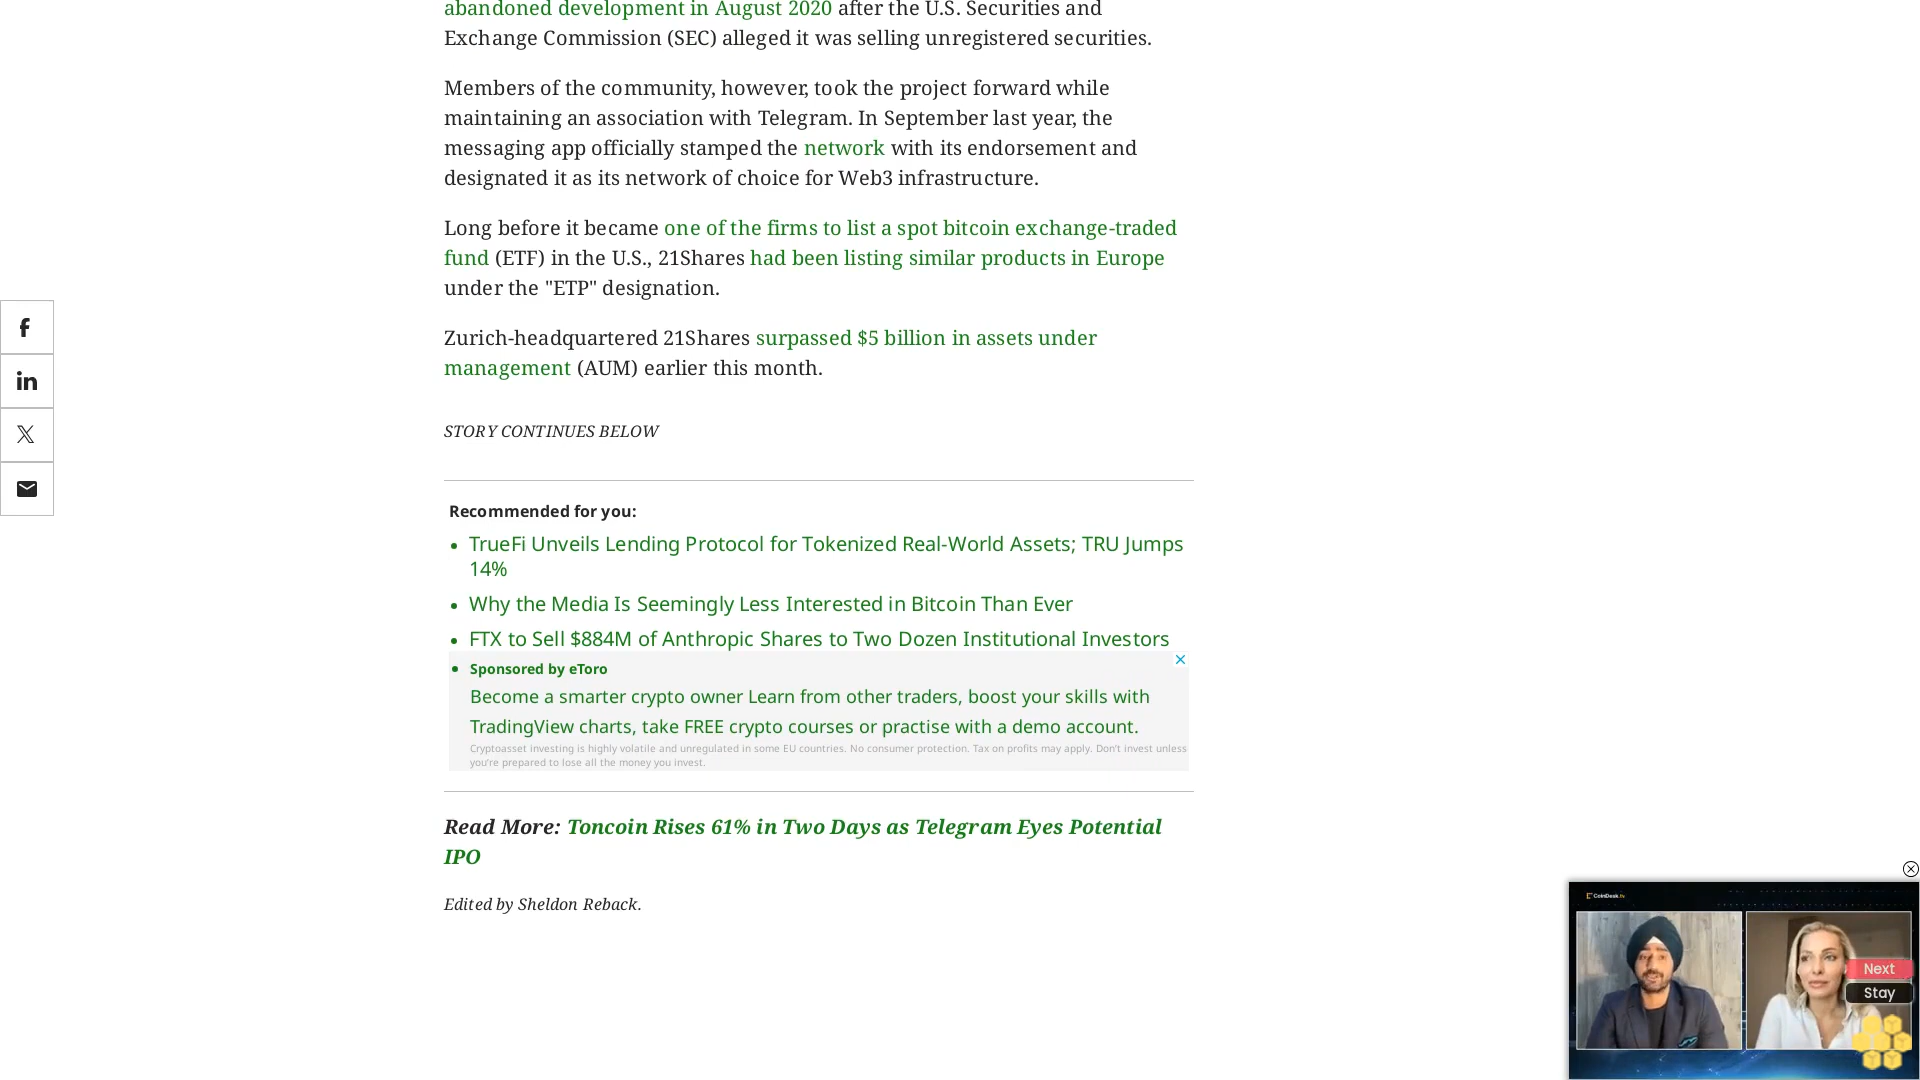 abandoned development in August 2020 after the U.S. Securities and
Exchange Commission (SEC) alleged it was selling unregistered securities.
Members of the community, however, took the project forward while
maintaining an association with Telegram. In September last year, the
messaging app officially stamped the network with its endorsement and
designated it as its network of choice for Web3 infrastructure.
Long before it became one of the firms to list a spot bitcoin exchange-traded
fund (ETF) in the U.S., 21Shares had been listing similar products in Europe
under the "ETP" designation.
Zurich-headquartered 21Shares surpassed $5 billion in assets under
management (AUM) earlier this month.
STORY CONTINUES BELOW
Recommended for you:
TrueFi Unveils Lending Protocol for Tokenized Real-World Assets; TRU Jumps
14%
Why the Media Is Seemingly Less Interested in Bitcoin Than Ever
FTX to Sell $884M of Anthropic Shares to Two Dozen Institutional Investors
Sponsored by eToro
Become a smarter crypto owner Learn from other traders, boost your skills with
TradingView charts, take FREE crypto courses or practise with a demo account.
Cryptoasset investing is highly volatile and unregulated in some EU countries. No consumer protection. Tax on profits may apply. Don't invest unless
you're prepared to lose all the money you invest.
Read More: Toncoin Rises 61% in Two Days as Telegram Eyes Potential
IPO
Edited by Sheldon Reback.
CoinDesk tv
Next
Stay